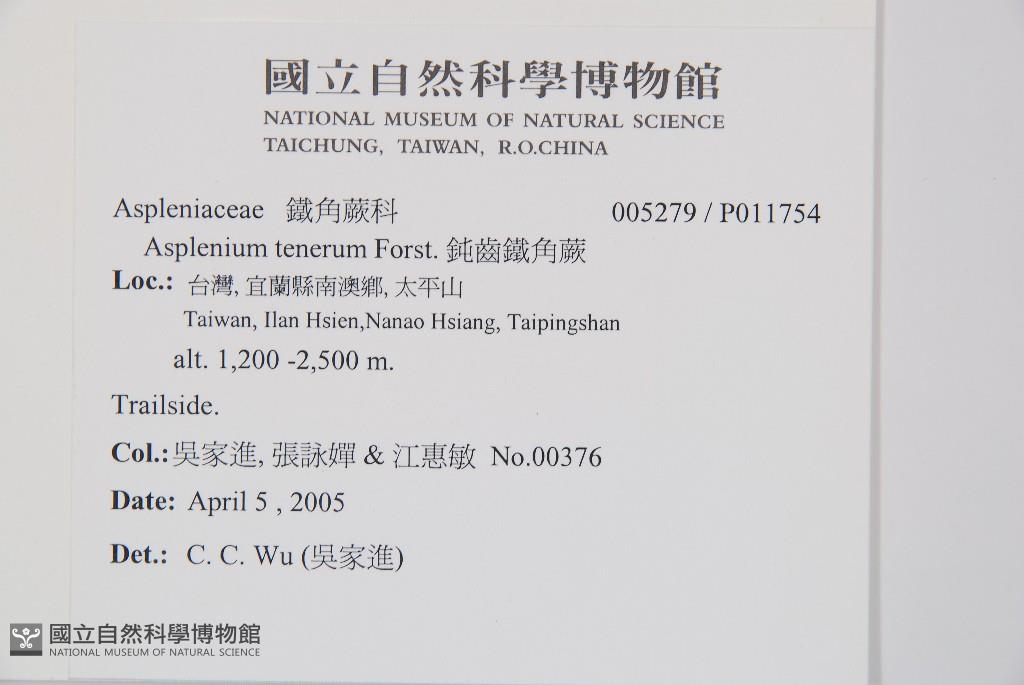 國立自然科學博物館
NATIONAL MUSEUM OF NATURAL SCIENCE
TAICHUNG, TAIWAN, R.O.CHINA
Aspleniaceae 鐵角蕨科 005279 / P011754
Asplenium tenerum Forst. 鈍齒鐵角蕨
Loc.: 台灣, 宜蘭縣南澳鄉, 太平山
Taiwan, Ilan Hsien,Nanao Hsiang, Taipingshan
alt. 1,200 -2,500 m.
Trailside.
Col.:吳家進, 張詠嬋 & 江惠敏 No.00376
Date: April 5 , 2005
Det.: C. C. Wu (吳家進)
國立自然科學博物館
NATIONAL MUSEUM OF NATURAL SCIENCE